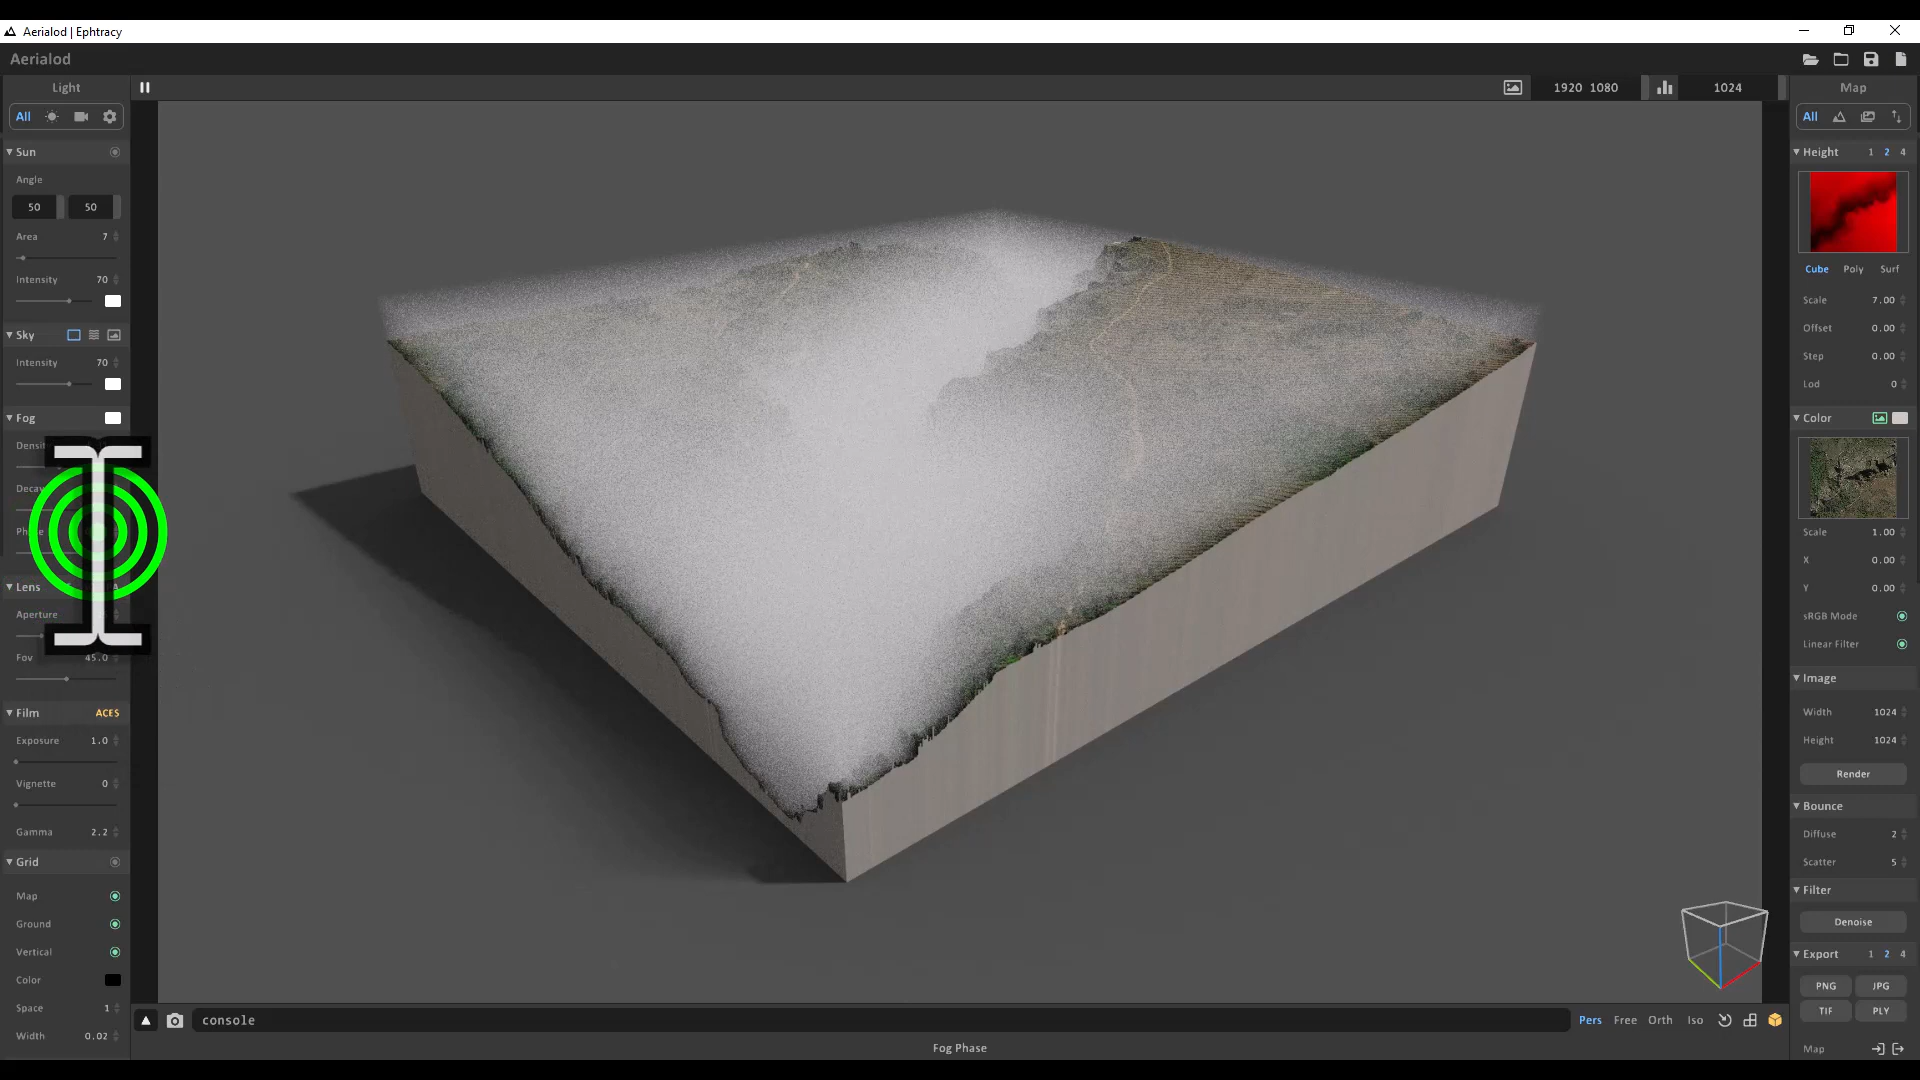 Aerialod | Ephtracy
Aerialod
Light
1920 1080
1024
Map
All
All
Sun
Height 1 2 4
Angle
50 50
Area 7
Cube Poly Surf
Intensity 70
Scale 7.00
Offset 0.00
Sky
Step 0.00
Intensity 70
Lod 0
Fog
Color
Lens
Scale 1.00
X 0.00
Y 0.00
Aperture
sRGB Mode
Fov 45.0
Linear Filter
Image
Film ACES
Width 1024
Exposure 1.0
Height 1024
Vignette 0
Render
Bounce
Gamma 2.2
Diffuse 2
Grid
Scatter 5
Map
Filter
Ground
Denoise
Vertical
Export 1 2 4
Color
PNG JPG
Space 1
TIF PLY
console
Pers Free Orth Iso
Width 0.02
Fog Phase
Map